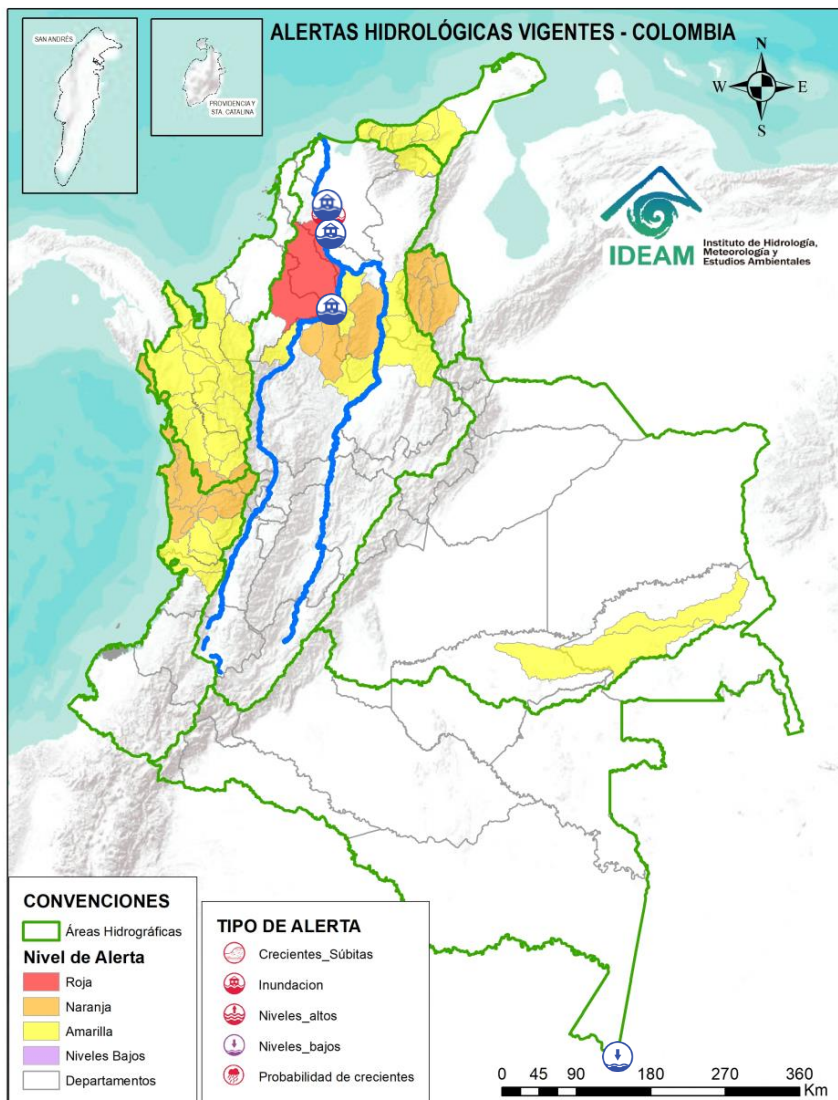 ALERTAS HIDROLÓGICAS VIGENTES - COLOMBIA
SAN ANDRÉS
PROVIDENCIA Y
STA. CATALINA
N
W
E
S
IDEAM
Instituto de Hidrología,
Meteorología y
Estudios Ambientales
CONVENCIONES
Áreas Hidrográficas
Nivel de Alerta
Roja
Naranja
Amarilla
Niveles Bajos
Departamentos
TIPO DE ALERTA
Crecientes_Súbitas
Inundacion
Niveles_altos
Niveles_bajos
Probabilidad de crecientes
0 45 90 180 270 360
Km